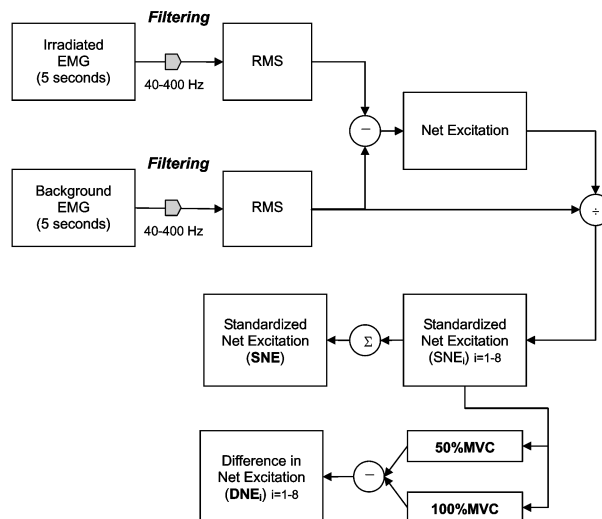 Filtering
Irradiated
EMG
(5 seconds)
40-400 Hz
RMS
−
Net Excitation
Filtering
Background
EMG
(5 seconds)
40-400 Hz
RMS
÷
Standardized
Net Excitation
(SNE)
Σ
Standardized
Net Excitation
(SNEi) i=1-8
Difference in
Net Excitation
(DNEi) i=1-8
−
50%MVC
100%MVC